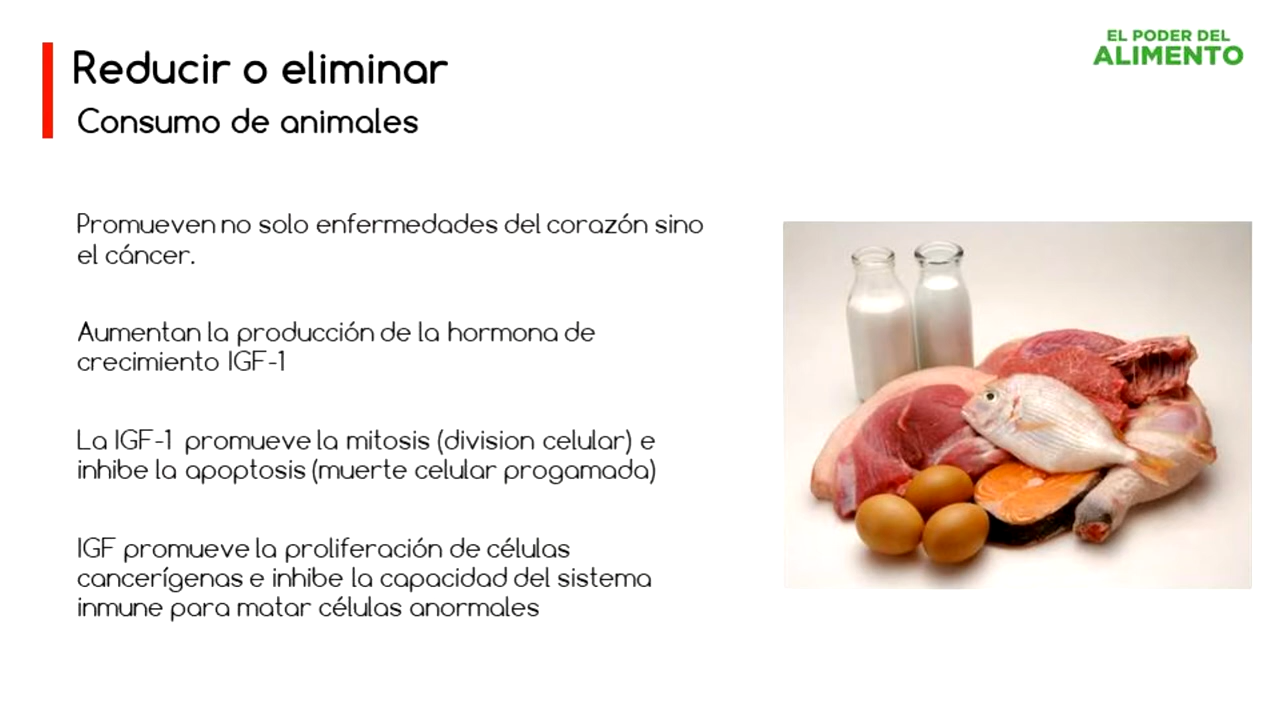 Reducir o eliminar
Consumo de animales
EL PODER DEL
ALIMENTO
Promueven no solo enfermedades del corazón sino
el cáncer.
Aumentan la producción de la hormona de
crecimiento IGF-1
La IGF-1 promueve la mitosis (division celular) e
inhibe la apoptosis (muerte celular progamada)
IGF promueve la proliferación de células
cancerígenas e inhibe la capacidad del sistema
inmune para matar células anormales